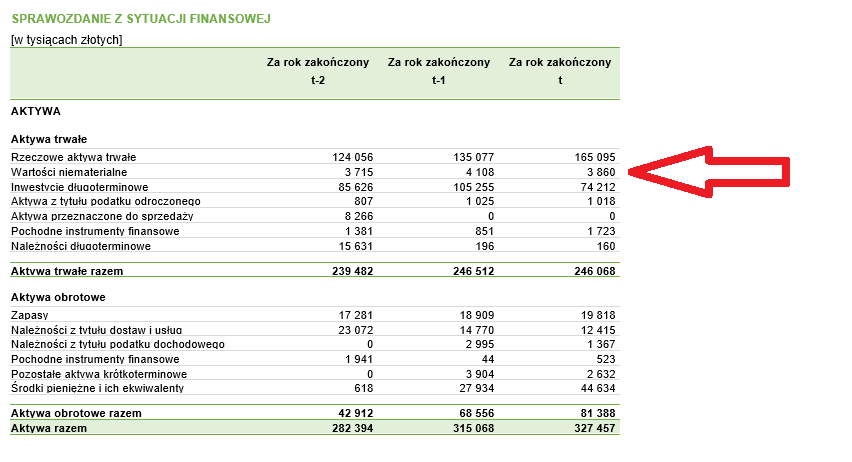 SPRAWOZDANIE Z SYTUACJI FINANSOWEJ
[w tysiącach złotych]
Za rok zakończony Za rok zakończony Za rok zakończony
t-2 t-1 t
AKTYWA
Aktywa trwałe
Rzeczowe aktywa trwałe 124 056 135 077 165 095
Wartości niematerialne 3 715 4 108 3 860
Inwestycje długoterminowe 85 626 105 255 74 212
Aktywa z tytułu podatku odroczonego 807 1 025 1 018
Aktywa przeznaczone do sprzedaży 8 266 0 0
Pochodne instrumenty finansowe 1 381 851 1 723
Należności długoterminowe 15 631 196 160
Aktywa trwałe razem 239 482 246 512 246 068
Aktywa obrotowe
Zapasy 17 281 18 909 19 818
Należności z tytułu dostaw i usług 23 072 14 770 12 415
Należności z tytułu podatku dochodowego 0 2 995 1 367
Pochodne instrumenty finansowe 1 941 44 523
Pozostałe aktywa krótkoterminowe 0 3 904 2 632
Środki pieniężne i ich ekwiwalenty 618 27 934 44 634
Aktywa obrotowe razem 42 912 68 556 81 388
Aktywa razem 282 394 315 068 327 457